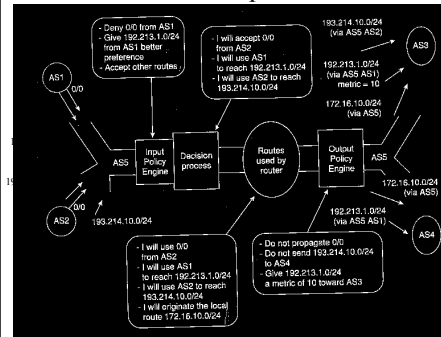 - Deny 0/0 from AS1
- Give 192.213.1.0/24
from AS1 better
preference
- Accept other routes
- I will accept 0/0
from AS2
- I will use AS1
to reach 192.213.1.0/24
- I will use AS2 to reach
193.214.10.0/24
193.214.10.0/24
(via AS5 AS2)
AS3
192.213.1.0/24
(via AS5 AS1)
metric = 10
172.16.10.0/24
(via AS5)
AS1
0/0
AS5
Input
Policy
Engine
Decision
process
Routes
used by
router
Output
Policy
Engine
AS5
172.16.10.0/24
(via AS5)
AS2
0/0
193.214.10.0/24
192.213.1.0/24
(via AS5 AS1)
AS4
- I will use 0/0
from AS2
- I will use AS1
to reach 192.213.1.0/24
- I will use AS2 to reach
193.214.10.0/24
- I will originate the local
route 172.16.10.0/24
- Do not propagate 0/0
- Do not send 193.214.10.0/24
to AS4
- Give 192.213.1.0/24
a metric of 10 toward AS3